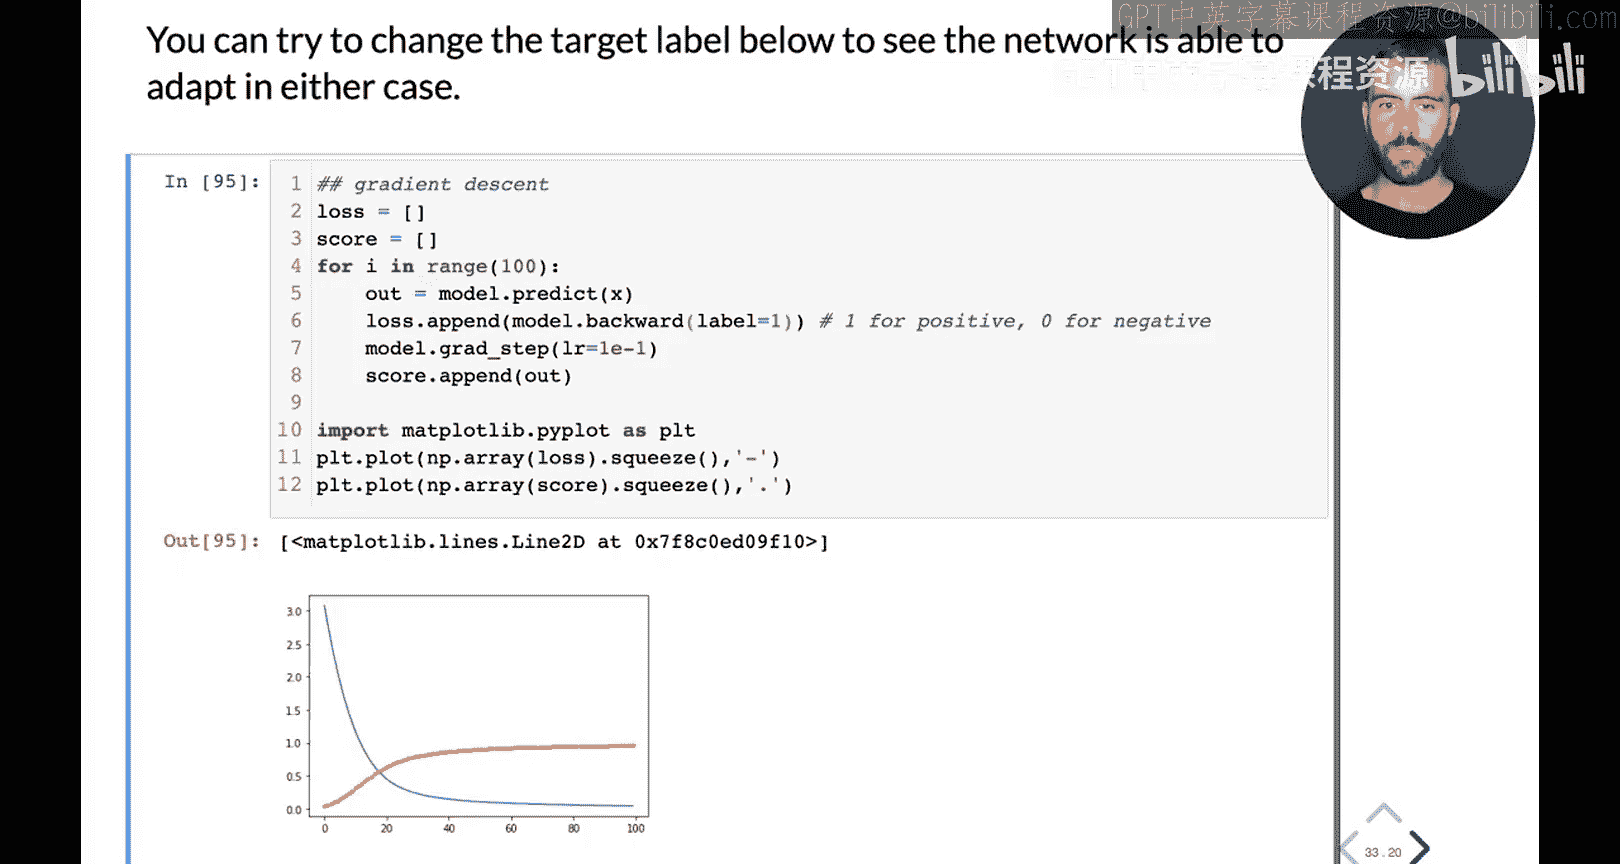 GPT中英字幕课程资源@bilibili.com
You can try to change the target label below to see the network is able to
adapt in either case.
程资源 bilibili
In [95]:
1 ## gradient descent
2 loss = []
3 score = []
4 for i in range(100):
5 out = model.predict(x)
6 loss.append(model.backward(label=1)) # 1 for positive, 0 for negative
7 model.grad_step(lr=1e-1)
8 score.append(out)
9
10 import matplotlib.pyplot as plt
11 plt.plot(np.array(loss).squeeze(),'-')
12 plt.plot(np.array(score).squeeze(),'.')
Out[95]: [<matplotlib.lines.Line2D at 0x7f8c0ed09f10>]
3.0
2.5
2.0
1.5
1.0
0.5
0.0
0 20 40 60 80 100
33.20